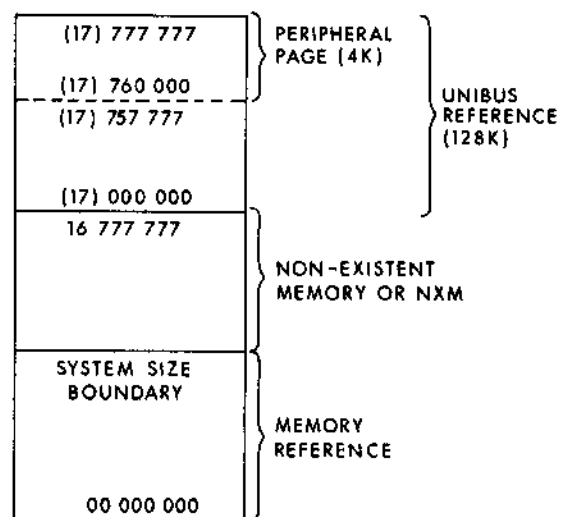 (17) 777 777
PERIPHERAL
PAGE (4K)
(17) 760 000
UNIBUS
REFERENCE
(128K)
(17) 757 777
(17) 000 000
16 777 777
NON-EXISTENT
MEMORY OR NXM
SYSTEM SIZE
BOUNDARY
MEMORY
REFERENCE
00 000 000